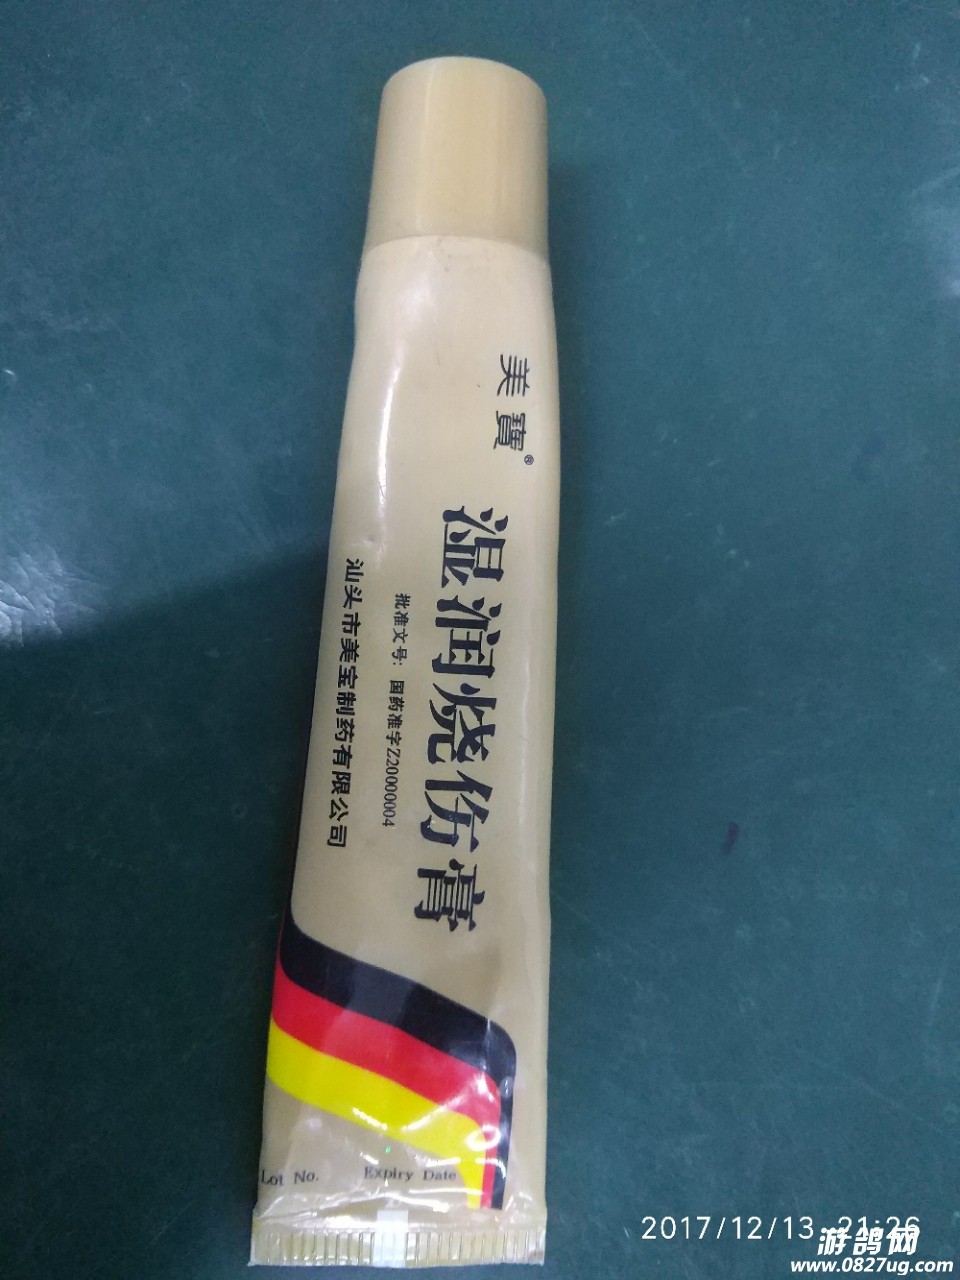 美寶®
湿润烧伤膏
批准文号：国药准字Z20000004
汕头市美宝制药有限公司
Lot No.
Expiry Date
2017/12/13 21:26
游鸽网
www.0827ug.com